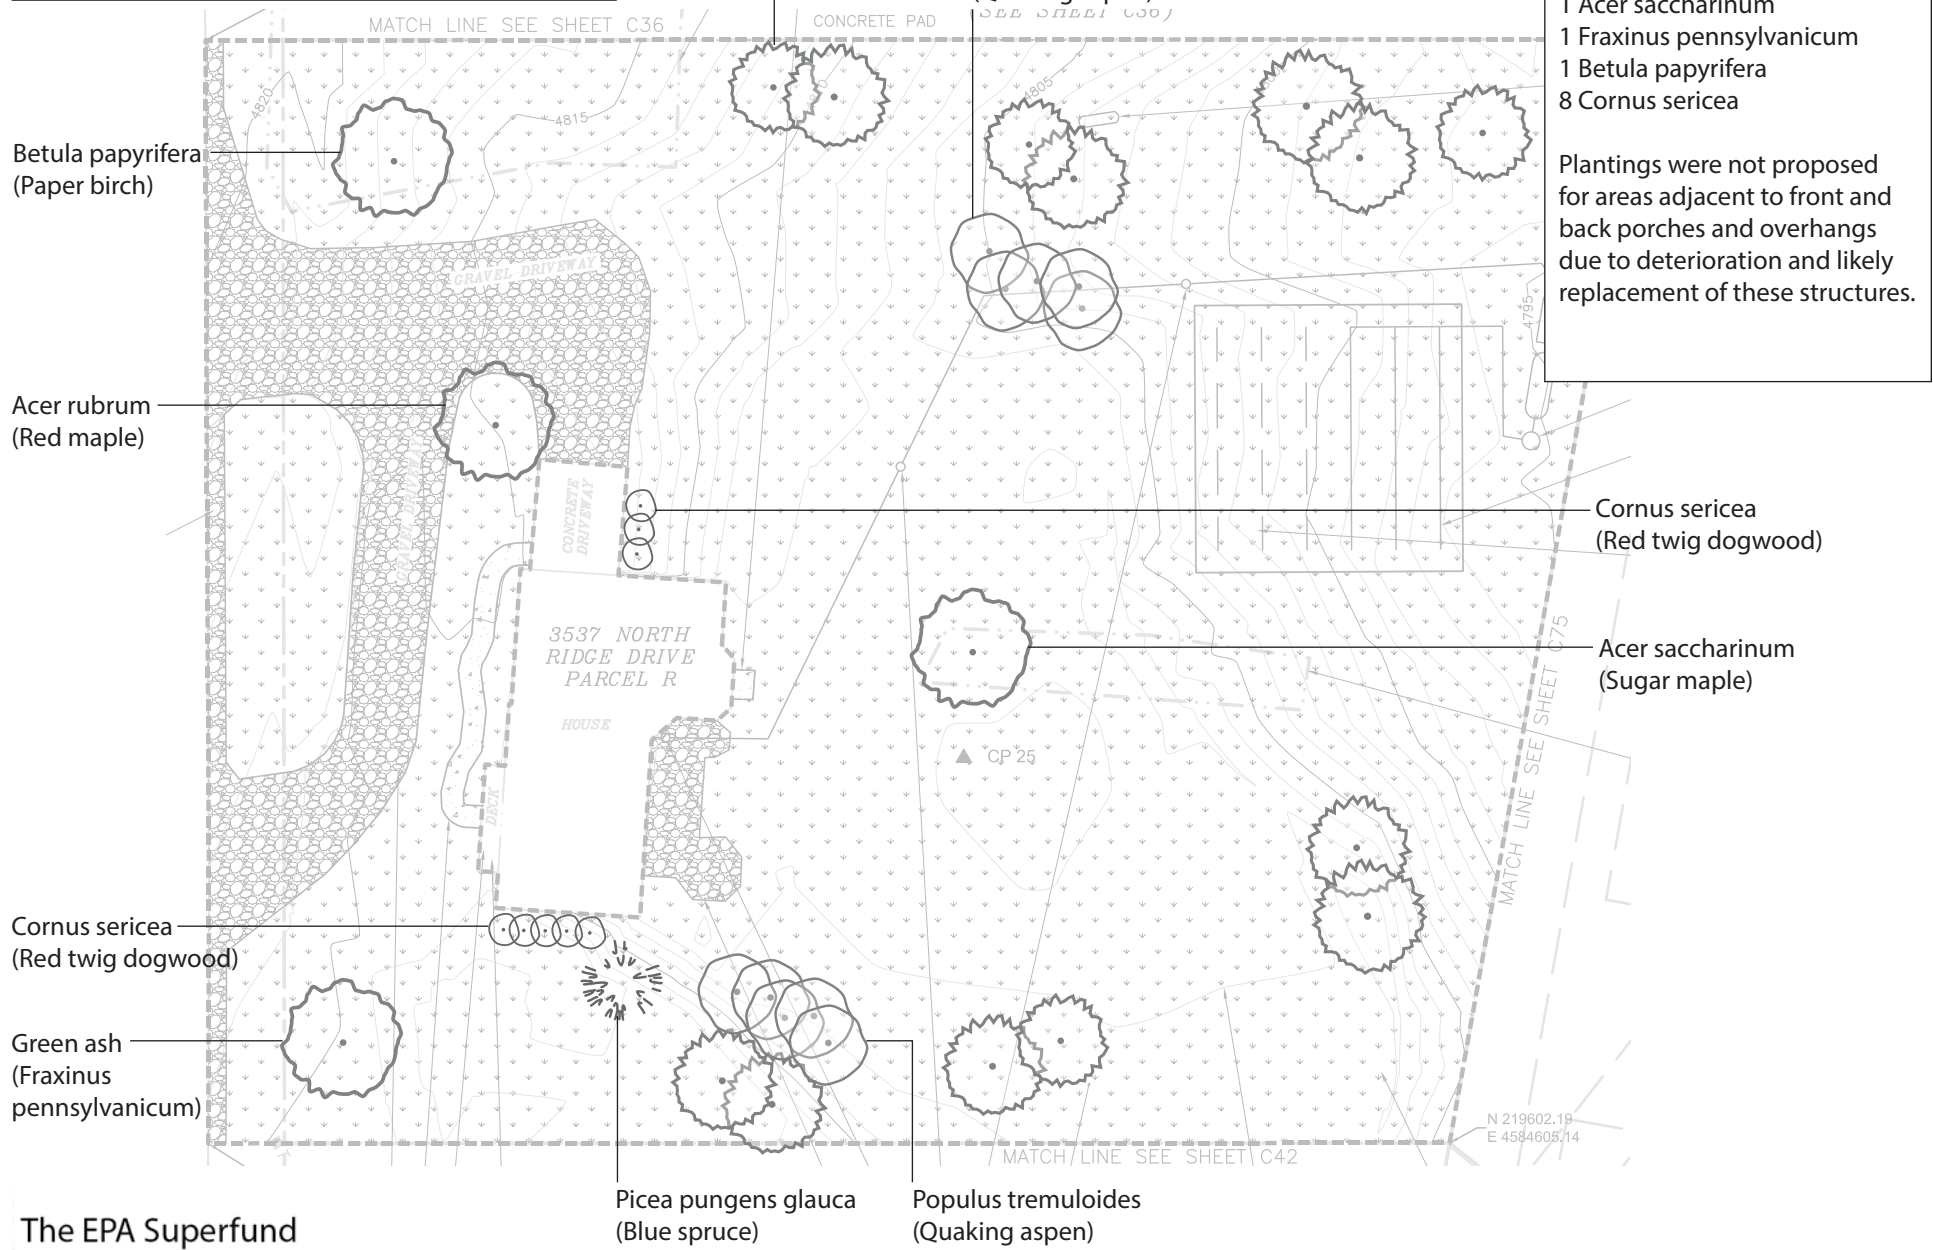 MATCH LINE SEE SHEET C36
CONCRETE PAD
(SEE SHEET C36)
1 Acer saccharinum
1 Fraxinus pennsylvanicum
1 Betula papyrifera
8 Cornus sericea
Plantings were not proposed
for areas adjacent to front and
back porches and overhangs
due to deterioration and likely
replacement of these structures.
4820
4815
4805
4795
Betula papyrifera
(Paper birch)
GRAVEL DRIVEWAY
Acer rubrum
(Red maple)
GRAVEL DRIVEWAY
CONCRETE
DRIVEWAY
Cornus sericea
(Red twig dogwood)
3537 NORTH
RIDGE DRIVE
PARCEL R
HOUSE
DECK
Acer saccharinum
(Sugar maple)
CP 25
MATCH LINE SEE SHEET C75
Cornus sericea
(Red twig dogwood)
Green ash
(Fraxinus
pennsylvanicum)
N 219602.19
E 4584605.14
MATCH LINE SEE SHEET C42
Picea pungens glauca
(Blue spruce)
Populus tremuloides
(Quaking aspen)
The EPA Superfund